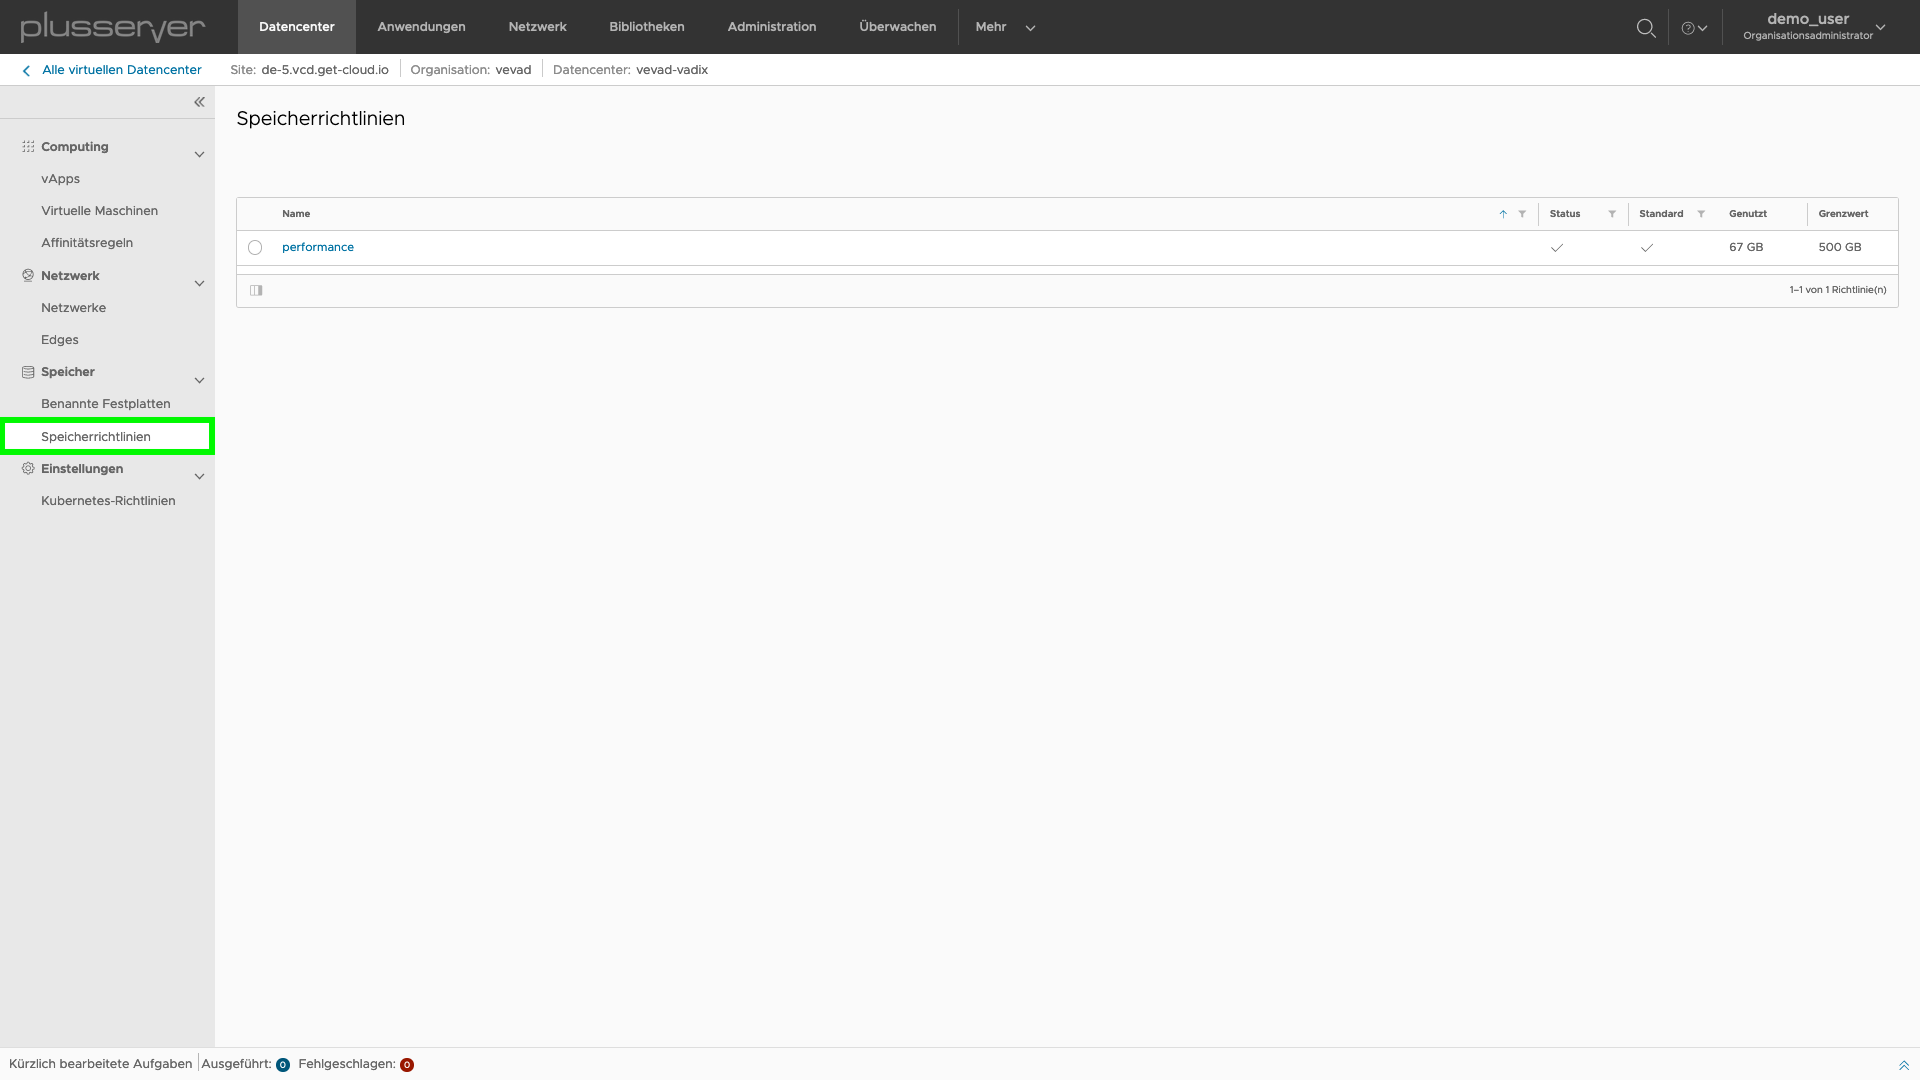 plusserver
Datencenter Anwendungen Netzwerk Bibliotheken Administration Überwachen Mehr
demo_user
Organisationsadministrator
Alle virtuellen Datencenter Site: de-5.vcd.get-cloud.io Organisation: vevad Datencenter: vevad-vadix
Speicherrichtlinien
Computing
vApps
Virtuelle Maschinen
Affinitätsregeln
Netzwerk
Netzwerke
Edges
Speicher
Benannte Festplatten
Speicherrichtlinien
Einstellungen
Kubernetes-Richtlinien
Name Status Standard Genutzt Grenzwert
performance 67 GB 500 GB
1–1 von 1 Richtlinie(n)
Kürzlich bearbeitete Aufgaben Ausgeführt: 0 Fehlgeschlagen: 0